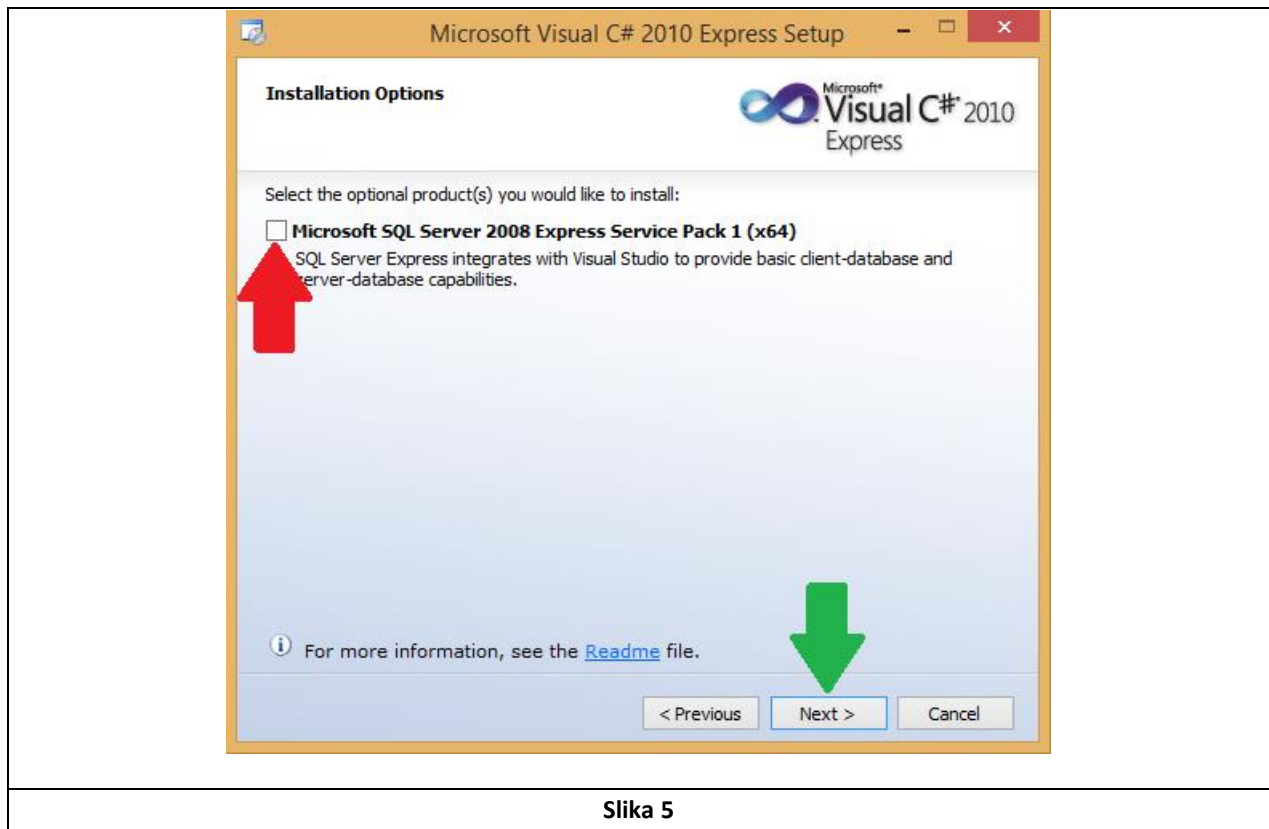 Microsoft Visual C# 2010 Express Setup
Installation Options
Microsoft®
Visual C# 2010
Express
Select the optional product(s) you would like to install:
Microsoft SQL Server 2008 Express Service Pack 1 (x64)
SQL Server Express integrates with Visual Studio to provide basic client-database and
server-database capabilities.
For more information, see the Readme file.
< Previous Next > Cancel
Slika 5